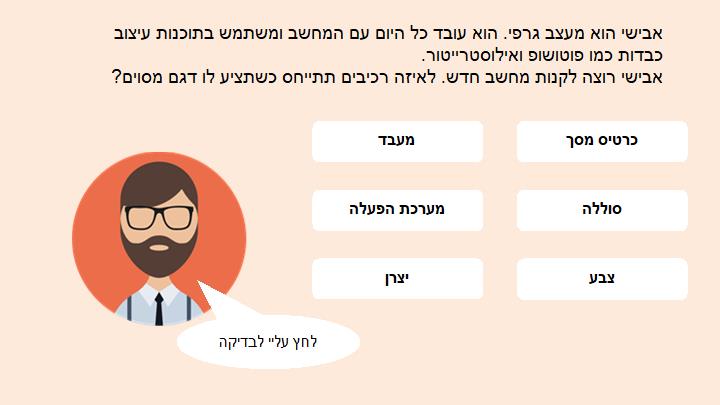 אבישי הוא מעצב גרפי. הוא עובד כל היום עם המחשב ומשתמש בתוכנות עיצוב
כבדות כמו פוטושופ ואילוסטרייטור.
אבישי רוצה לקנות מחשב חדש. לאיזה רכיבים תתייחס כשתציע לו דגם מסוים?
כרטיס מסך
מעבד
סוללה
מערכת הפעלה
צבע
יצרן
לחץ עליי לבדיקה